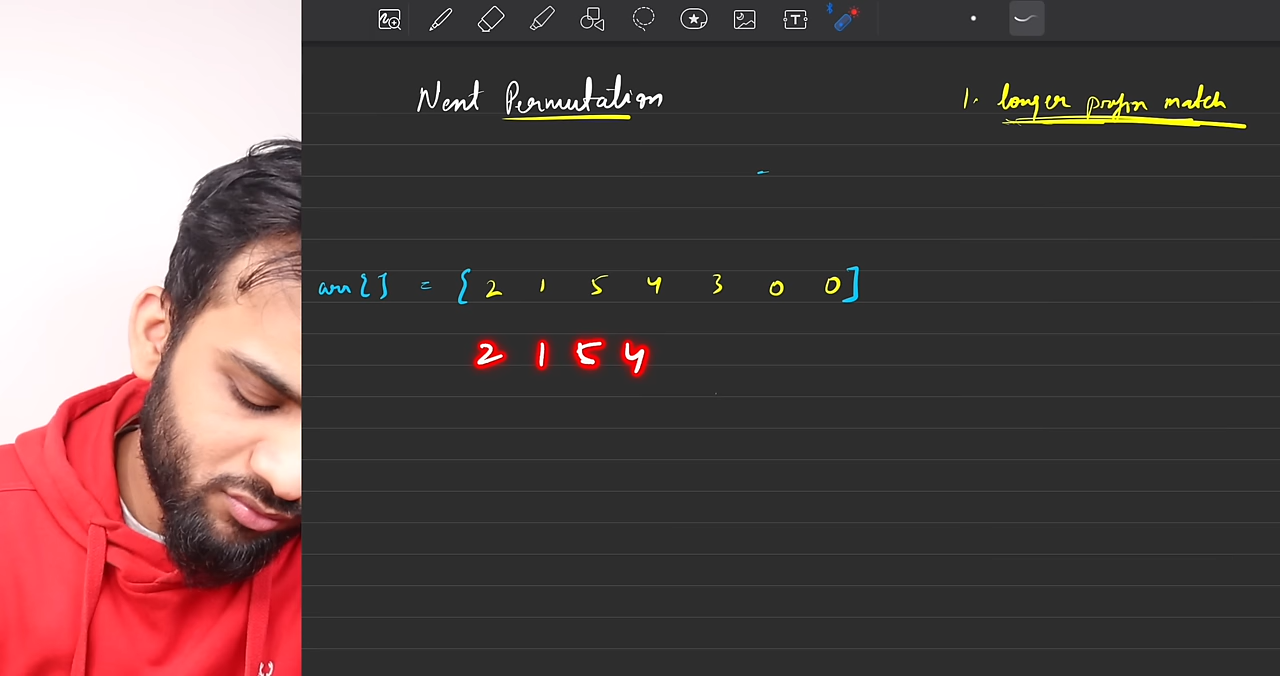 Next Permutation
1. longer prefix match
arr[] = { 2 1 5 4 3 0 0 ]
2 1 5 4